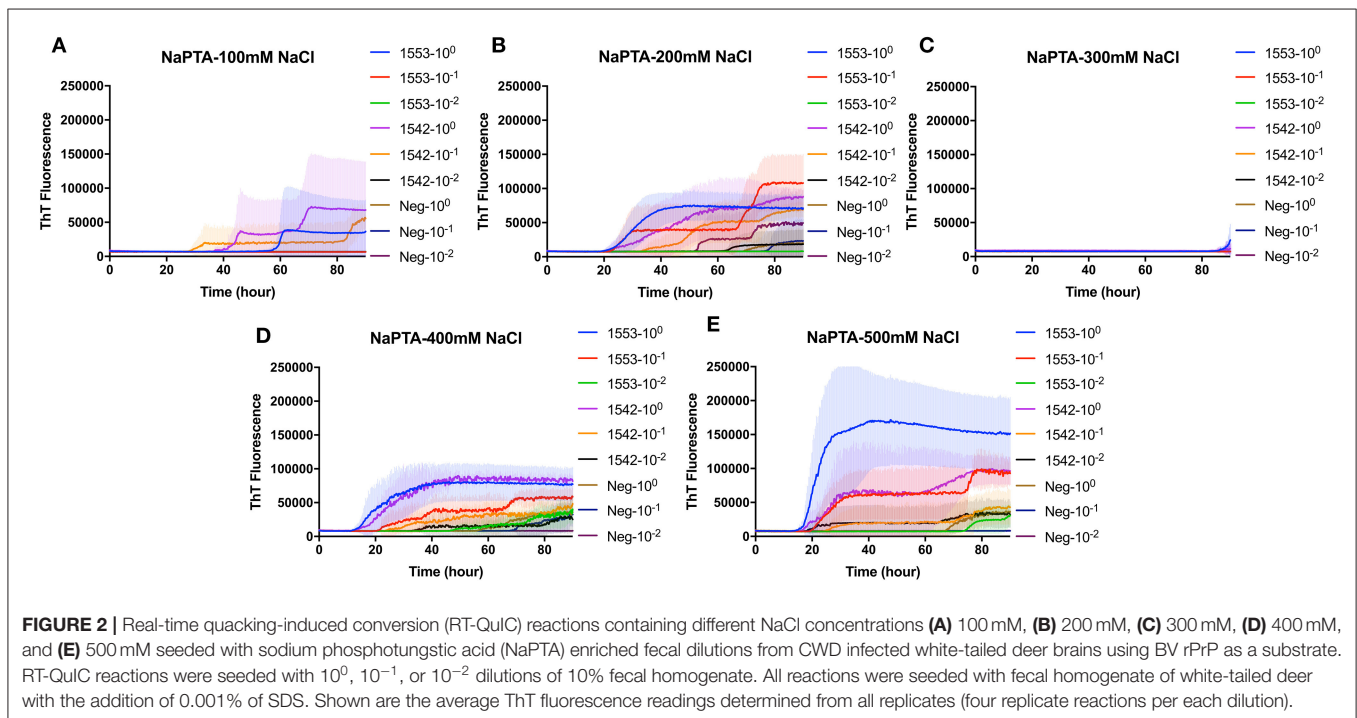 A
NaPTA-100mM NaCl
ThT Fluorescence
250000
200000
150000
100000
50000
0
0 20 40 60 80
Time (hour)
1553-10⁰
1553-10⁻¹
1553-10⁻²
1542-10⁰
1542-10⁻¹
1542-10⁻²
Neg-10⁰
Neg-10⁻¹
Neg-10⁻²
B
NaPTA-200mM NaCl
ThT Fluorescence
250000
200000
150000
100000
50000
0
0 20 40 60 80
Time (hour)
1553-10⁰
1553-10⁻¹
1553-10⁻²
1542-10⁰
1542-10⁻¹
1542-10⁻²
Neg-10⁰
Neg-10⁻¹
Neg-10⁻²
C
NaPTA-300mM NaCl
ThT Fluorescence
250000
200000
150000
100000
50000
0
0 20 40 60 80
Time (hour)
1553-10⁰
1553-10⁻¹
1553-10⁻²
1542-10⁰
1542-10⁻¹
1542-10⁻²
Neg-10⁰
Neg-10⁻¹
Neg-10⁻²
D
NaPTA-400mM NaCl
ThT Fluorescence
250000
200000
150000
100000
50000
0
0 20 40 60 80
Time (hour)
1553-10⁰
1553-10⁻¹
1553-10⁻²
1542-10⁰
1542-10⁻¹
1542-10⁻²
Neg-10⁰
Neg-10⁻¹
Neg-10⁻²
E
NaPTA-500mM NaCl
ThT Fluorescence
250000
200000
150000
100000
50000
0
0 20 40 60 80
Time (hour)
1553-10⁰
1553-10⁻¹
1553-10⁻²
1542-10⁰
1542-10⁻¹
1542-10⁻²
Neg-10⁰
Neg-10⁻¹
Neg-10⁻²
FIGURE 2 | Real-time quacking-induced conversion (RT-QuIC) reactions containing different NaCl concentrations (A) 100 mM, (B) 200 mM, (C) 300 mM, (D) 400 mM,
and (E) 500 mM seeded with sodium phosphotungstic acid (NaPTA) enriched fecal dilutions from CWD infected white-tailed deer brains using BV rPrP as a substrate.
RT-QuIC reactions were seeded with 10⁰, 10⁻¹, or 10⁻² dilutions of 10% fecal homogenate. All reactions were seeded with fecal homogenate of white-tailed deer
with the addition of 0.001% of SDS. Shown are the average ThT fluorescence readings determined from all replicates (four replicate reactions per each dilution).